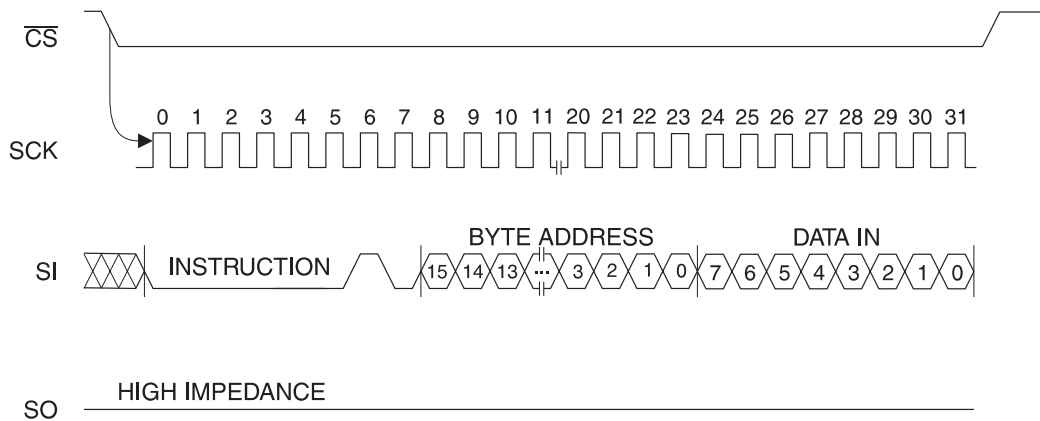 CS
0 1 2 3 4 5 6 7 8 9 10 11 20 21 22 23 24 25 26 27 28 29 30 31
SCK
BYTE ADDRESS DATA IN
SI INSTRUCTION 15 14 13 ... 3 2 1 0 7 6 5 4 3 2 1 0
HIGH IMPEDANCE
SO